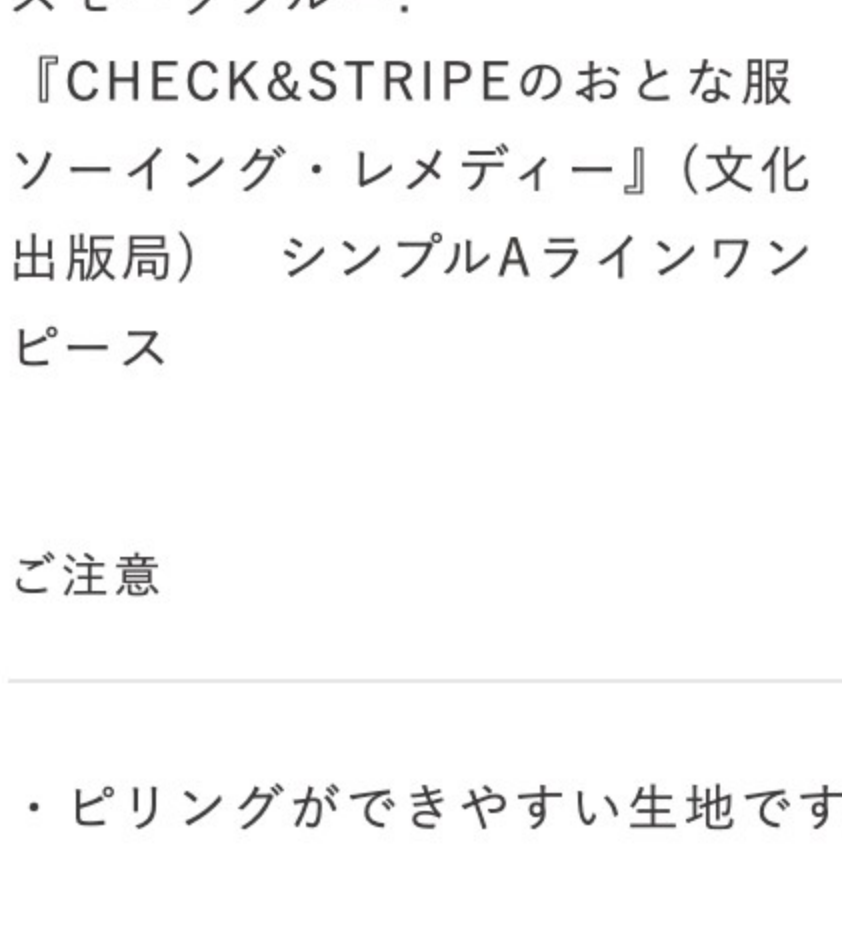 『CHECK&STRIPEのおとな服
ソーイング・レメディー』（文化
出版局）　シンプルAラインワン
ピース
ご注意
・ピリングができやすい生地です